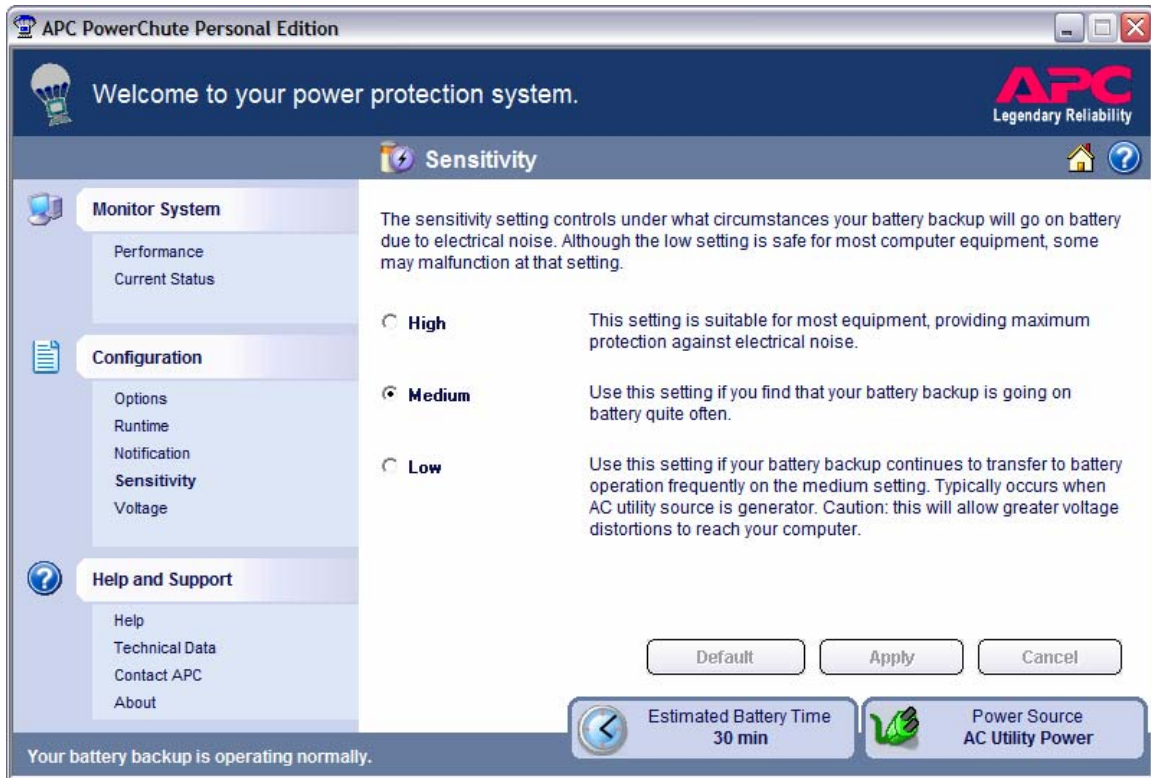 APC PowerChute Personal Edition
Welcome to your power protection system.
APC
Legendary Reliability
Sensitivity
Monitor System
Performance
Current Status
Configuration
Options
Runtime
Notification
Sensitivity
Voltage
Help and Support
Help
Technical Data
Contact APC
About
The sensitivity setting controls under what circumstances your battery backup will go on battery
due to electrical noise. Although the low setting is safe for most computer equipment, some
may malfunction at that setting.
High
This setting is suitable for most equipment, providing maximum
protection against electrical noise.
Medium
Use this setting if you find that your battery backup is going on
battery quite often.
Low
Use this setting if your battery backup continues to transfer to battery
operation frequently on the medium setting. Typically occurs when
AC utility source is generator. Caution: this will allow greater voltage
distortions to reach your computer.
Default
Apply
Cancel
Estimated Battery Time
30 min
Power Source
AC Utility Power
Your battery backup is operating normally.